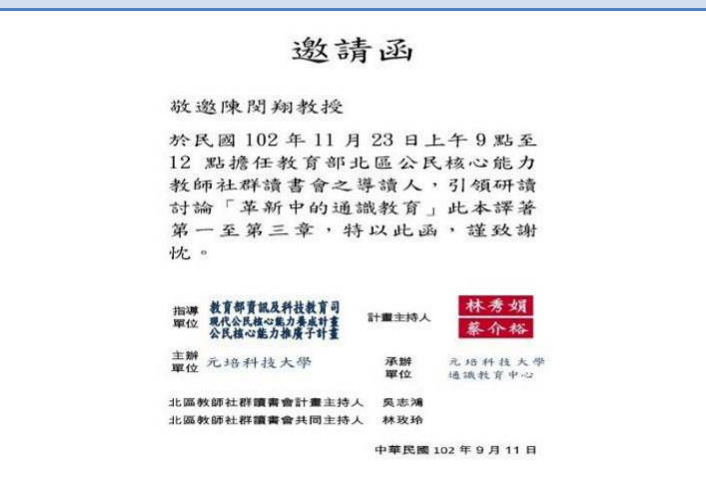 邀請函
敬邀陳閔翔教授
於民國 102 年 11 月 23 日上午 9 點至
12 點擔任教育部北區公民核心能力
教師社群讀書會之導讀人，引領研讀
討論「革新中的通識教育」此本譯著
第一至第三章，特以此函，謹致謝
忱。
指導單位 教育部資訊及科技教育司
現代公民核心能力養成計畫
公民核心能力推廣子計畫
計畫主持人 林秀娟
蔡介裕
主辦單位 元培科技大學
承辦單位 元培科技大學
通識教育中心
北區教師社群讀書會計畫主持人 吳志鴻
北區教師社群讀書會共同主持人 林玫玲
中華民國 102 年 9 月 11 日